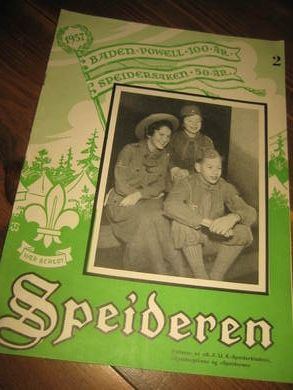 1957
BADEN-POWELL-100-ÅR.
SPEIDERSAKEN-50-ÅR.
2
VÆR BEREDT
Speideren